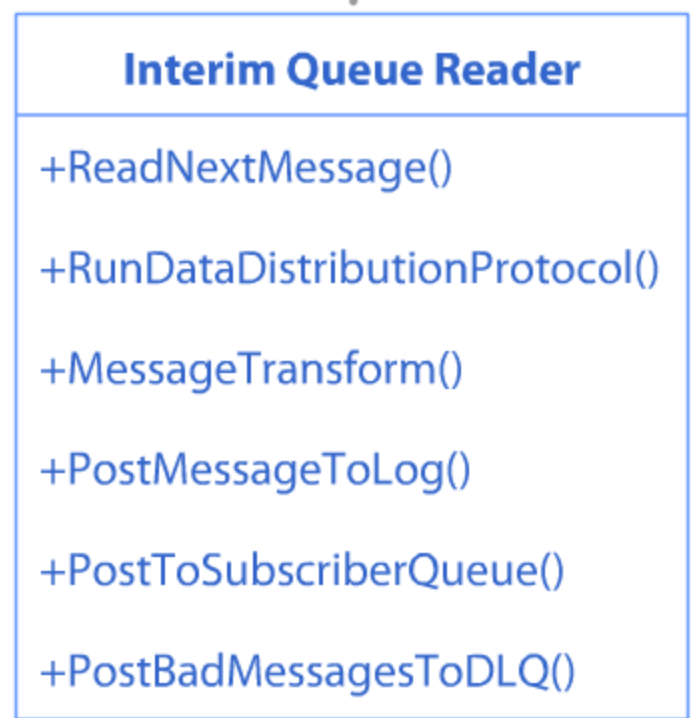 Interim Queue Reader
+ReadNextMessage()
+RunDataDistributionProtocol()
+MessageTransform()
+PostMessageToLog()
+PostToSubscriberQueue()
+PostBadMessagesToDLQ()